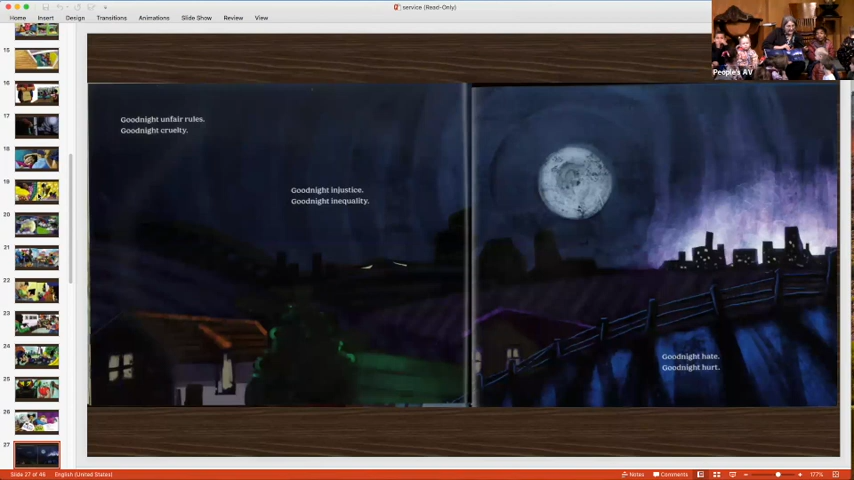 service (Read-Only)
Home Insert Design Transitions Animations Slide Show Review View
People's AV
15
16
17
18
19
20
21
22
23
24
25
26
27
Goodnight unfair rules.
Goodnight cruelty.
Goodnight injustice.
Goodnight inequality.
Goodnight hate.
Goodnight hurt.
Slide 27 of 46 English (United States) Notes Comments 177%